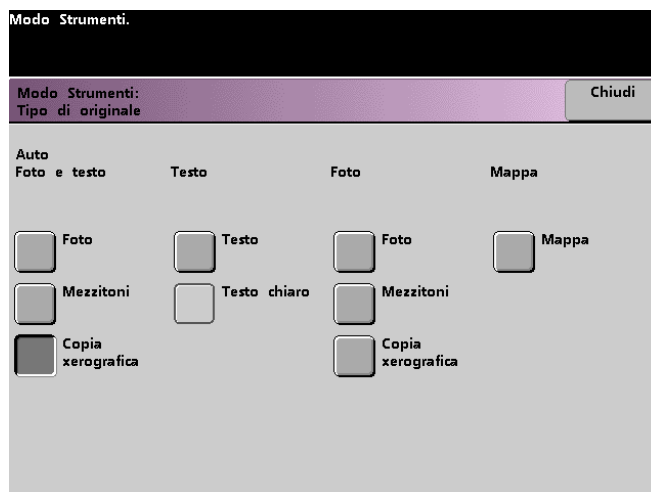 Modo Strumenti.
Modo Strumenti:
Tipo di originale
Chiudi
Auto
Foto e testo
Testo
Foto
Mappa
Foto
Mezzitoni
Copia
xerografica
Testo
Testo chiaro
Foto
Mezzitoni
Copia
xerografica
Mappa